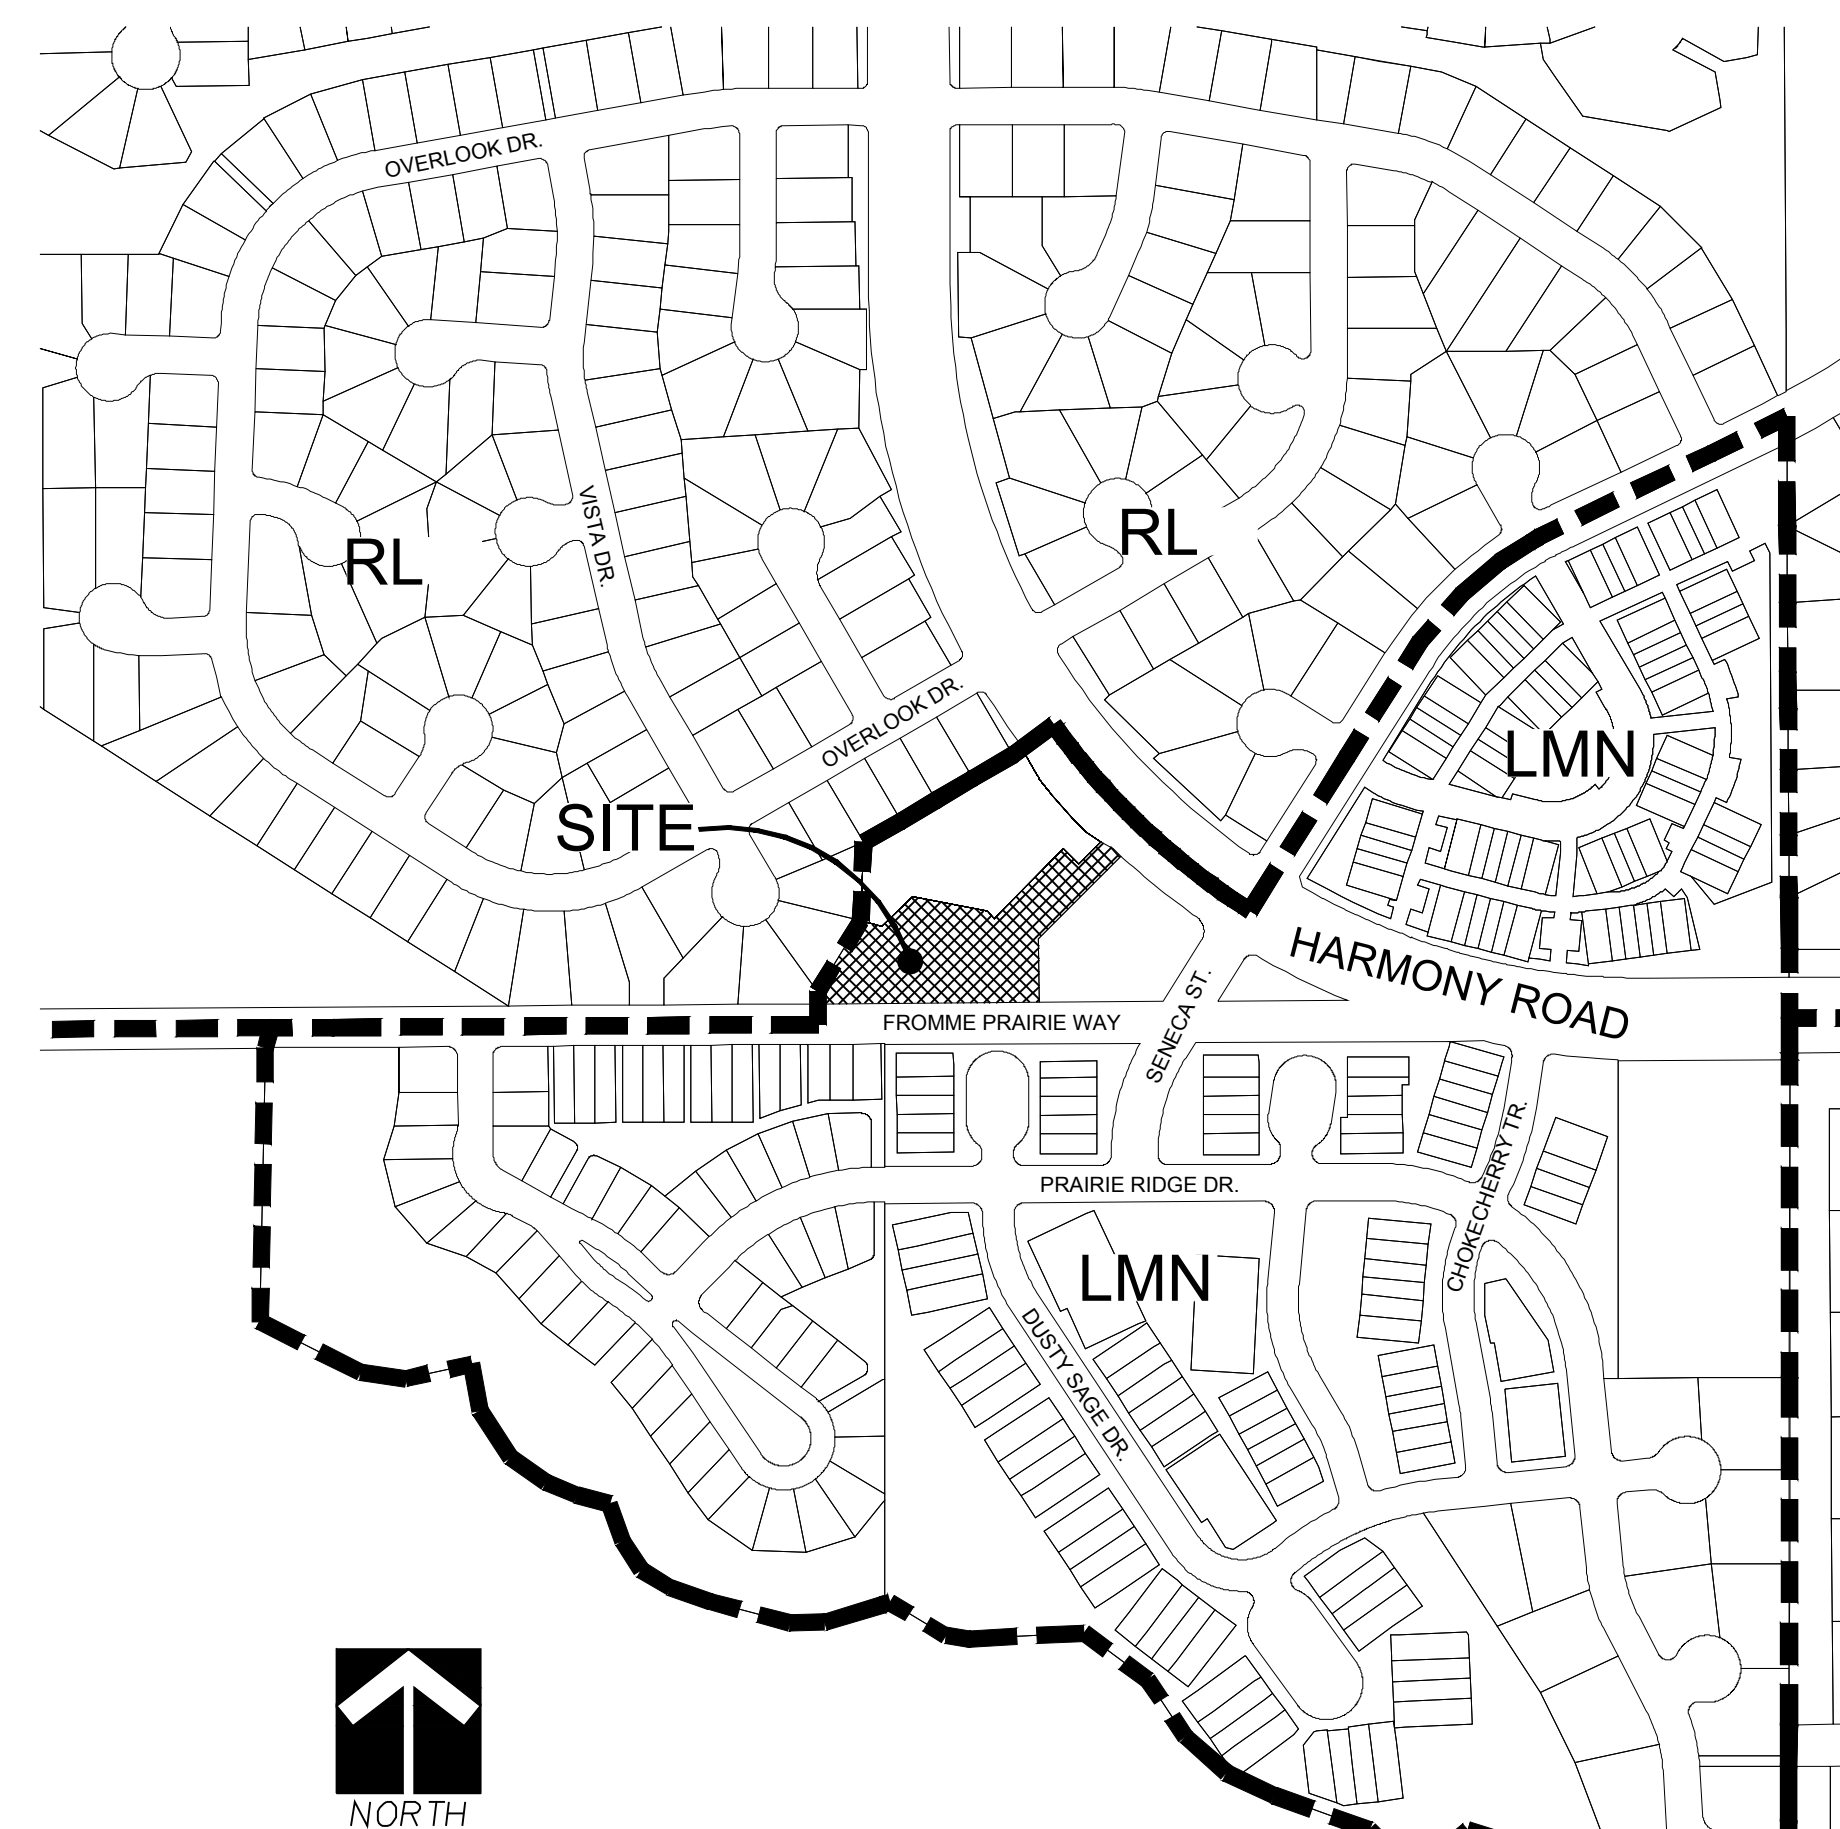 OVERLOOK DR.
VISTA DR.
RL
RL
OVERLOOK DR.
LMN
SITE
HARMONY ROAD
SENECA ST.
FROMME PRAIRIE WAY
PRAIRIE RIDGE DR.
CHOKECHERRY TR.
LMN
DUSTY SAGE DR.
NORTH